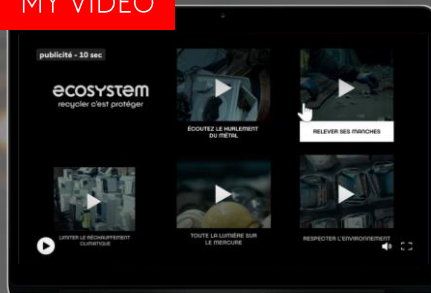 MY VIDEO
publicité - 10 sec
ecosystem
recycler c'est protéger
ÉCOUTEZ LE HURLEMENT
DU MÉTAL
RELEVER SES MANCHES
LIMITER LE RÉCHAUFFEMENT
CLIMATIQUE
TOUTE LA LUMIÈRE SUR
LE MERCURE
RESPECTER L'ENVIRONNEMENT